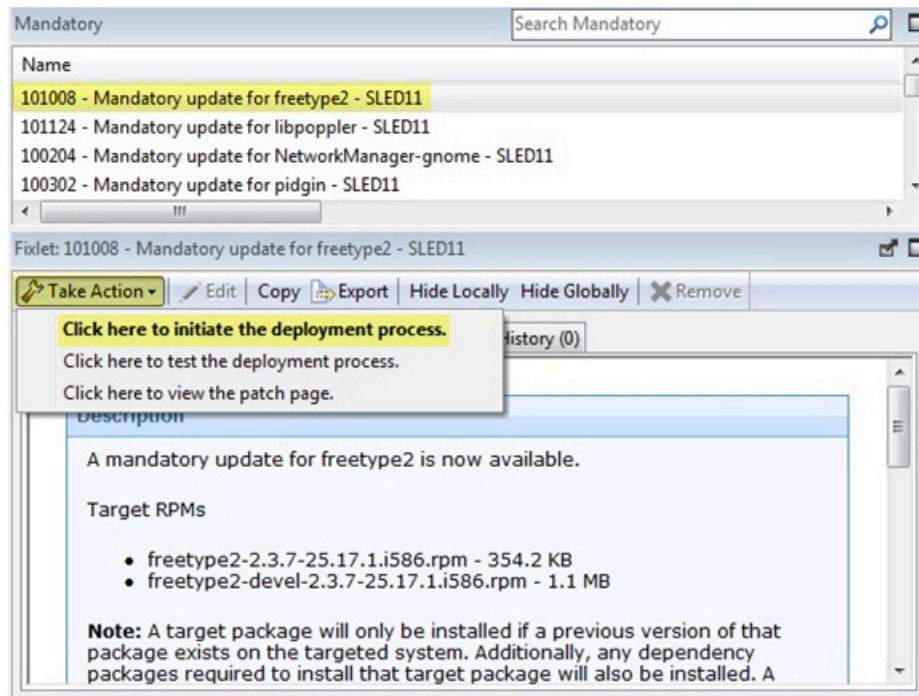 Mandatory
Search Mandatory
Name
101008 - Mandatory update for freetype2 - SLED11
101124 - Mandatory update for libpoppler - SLED11
100204 - Mandatory update for NetworkManager-gnome - SLED11
100302 - Mandatory update for pidgin - SLED11
Fixlet: 101008 - Mandatory update for freetype2 - SLED11
Take Action Edit Copy Export Hide Locally Hide Globally Remove
Click here to initiate the deployment process.
History (0)
Click here to test the deployment process.
Click here to view the patch page.
Description
A mandatory update for freetype2 is now available.
Target RPMs
• freetype2-2.3.7-25.17.1.i586.rpm - 354.2 KB
• freetype2-devel-2.3.7-25.17.1.i586.rpm - 1.1 MB
Note: A target package will only be installed if a previous version of that
package exists on the targeted system. Additionally, any dependency
packages required to install that target package will also be installed. A